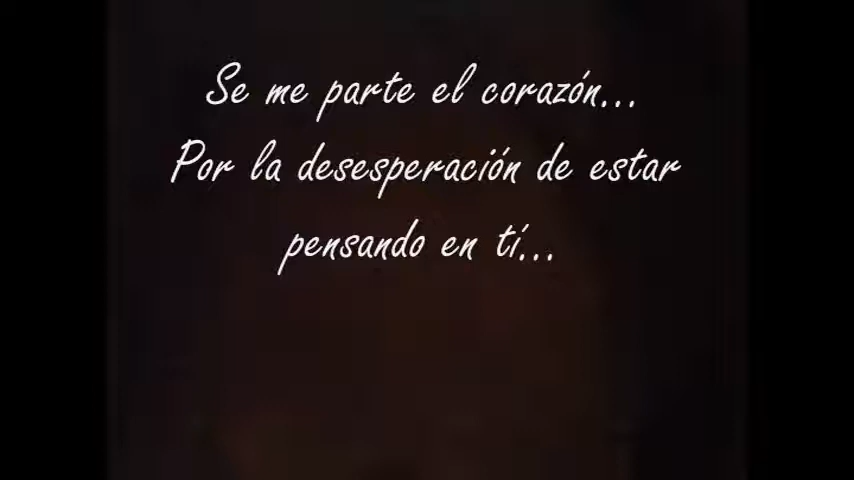 Se me parte el corazón...
Por la desesperación de estar
pensando en tí...